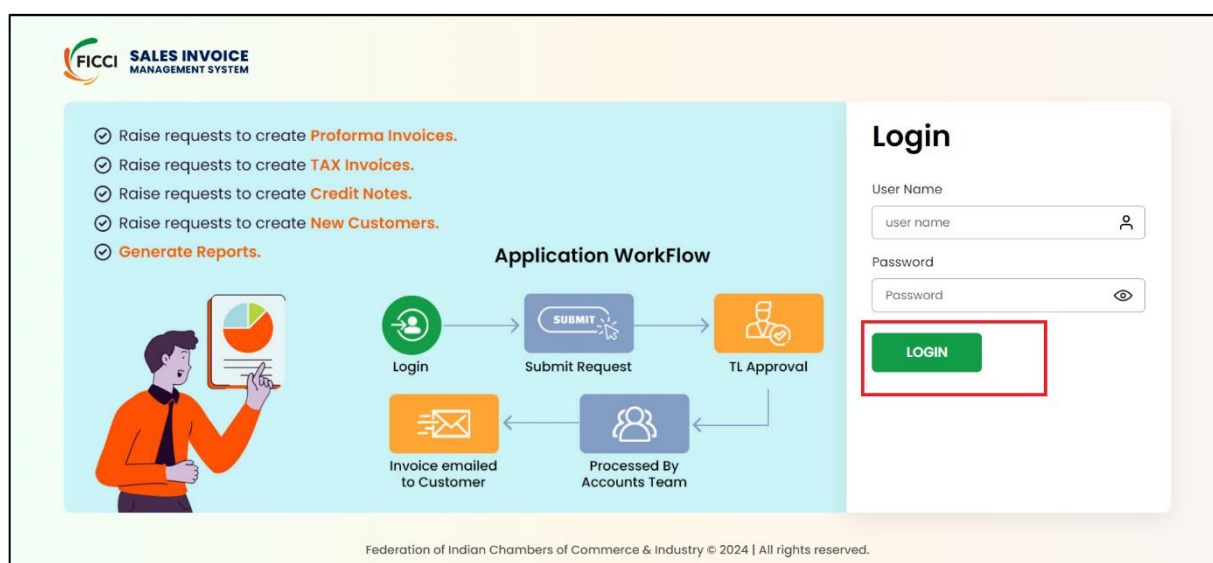 FICCI
SALES INVOICE
MANAGEMENT SYSTEM
Raise requests to create Proforma Invoices.
Raise requests to create TAX Invoices.
Raise requests to create Credit Notes.
Raise requests to create New Customers.
Generate Reports.
Application WorkFlow
SUBMIT
Login
Submit Request
TL Approval
Invoice emailed
to Customer
Processed By
Accounts Team
Login
User Name
user name
Password
Password
LOGIN
Federation of Indian Chambers of Commerce & Industry © 2024 | All rights reserved.